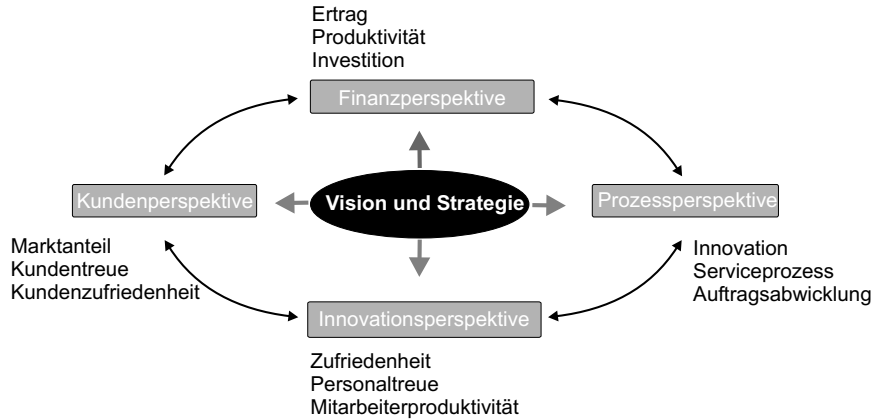 Ertrag
Produktivität
Investition
Finanzperspektive
Kundenperspektive
Vision und Strategie
Prozessperspektive
Marktanteil
Kundentreue
Kundenzufriedenheit
Innovation
Serviceprozess
Auftragsabwicklung
Innovationsperspektive
Zufriedenheit
Personaltreue
Mitarbeiterproduktivität